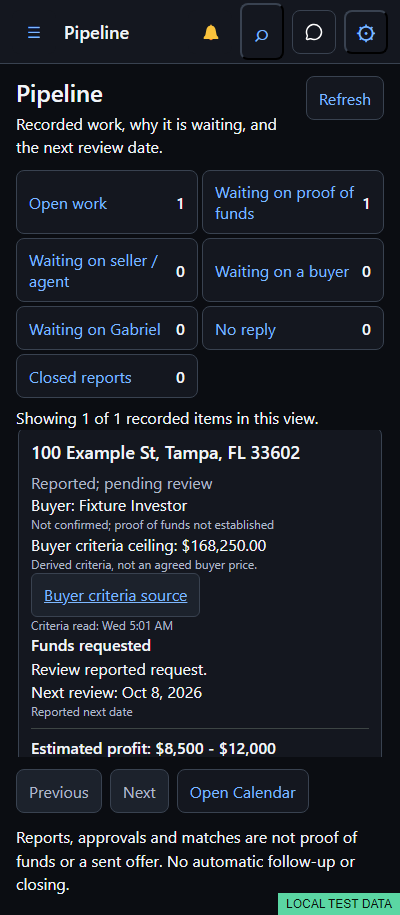 Pipeline
Pipeline
Refresh
Recorded work, why it is waiting, and
the next review date.
Open work 1
Waiting on proof of
funds 1
Waiting on seller /
agent 0
Waiting on a buyer 0
Waiting on Gabriel 0
No reply 0
Closed reports 0
Showing 1 of 1 recorded items in this view.
100 Example St, Tampa, FL 33602
Reported; pending review
Buyer: Fixture Investor
Not confirmed; proof of funds not established
Buyer criteria ceiling: $168,250.00
Derived criteria, not an agreed buyer price.
Buyer criteria source
Criteria read: Wed 5:01 AM
Funds requested
Review reported request.
Next review: Oct 8, 2026
Reported next date
Estimated profit: $8,500 - $12,000
Previous
Next
Open Calendar
Reports, approvals and matches are not proof of
funds or a sent offer. No automatic follow-up or
closing.
LOCAL TEST DATA